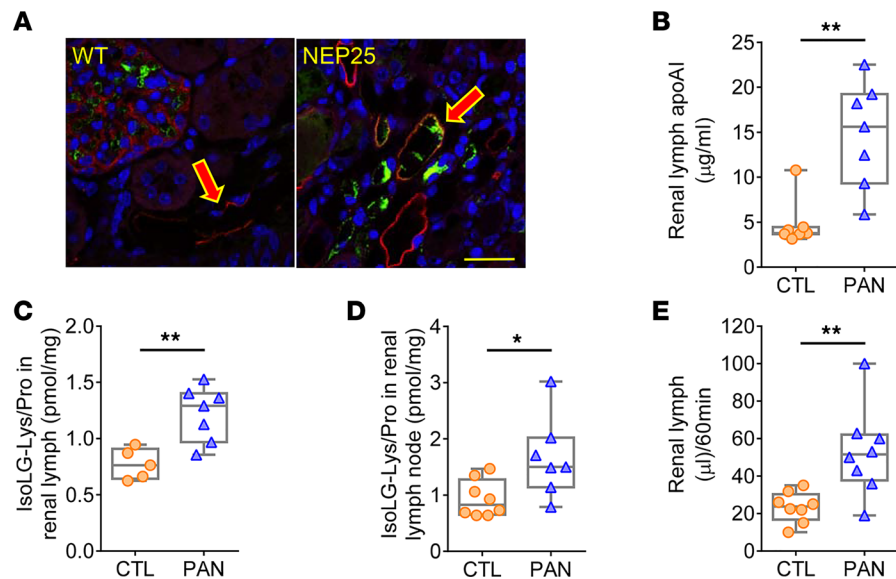 A
WT
NEP25
B
**
Renal lymph apoAI
(μg/ml)
25
20
15
10
5
0
CTL PAN
C
**
IsoLG-Lys/Pro in
renal lymph (pmol/mg)
2.0
1.5
1.0
0.5
0.0
CTL PAN
D
*
IsoLG-Lys/Pro in renal
lymph node (pmol/mg)
4
3
2
1
0
CTL PAN
E
**
Renal lymph
(μl)/60min
120
100
80
60
40
20
0
CTL PAN